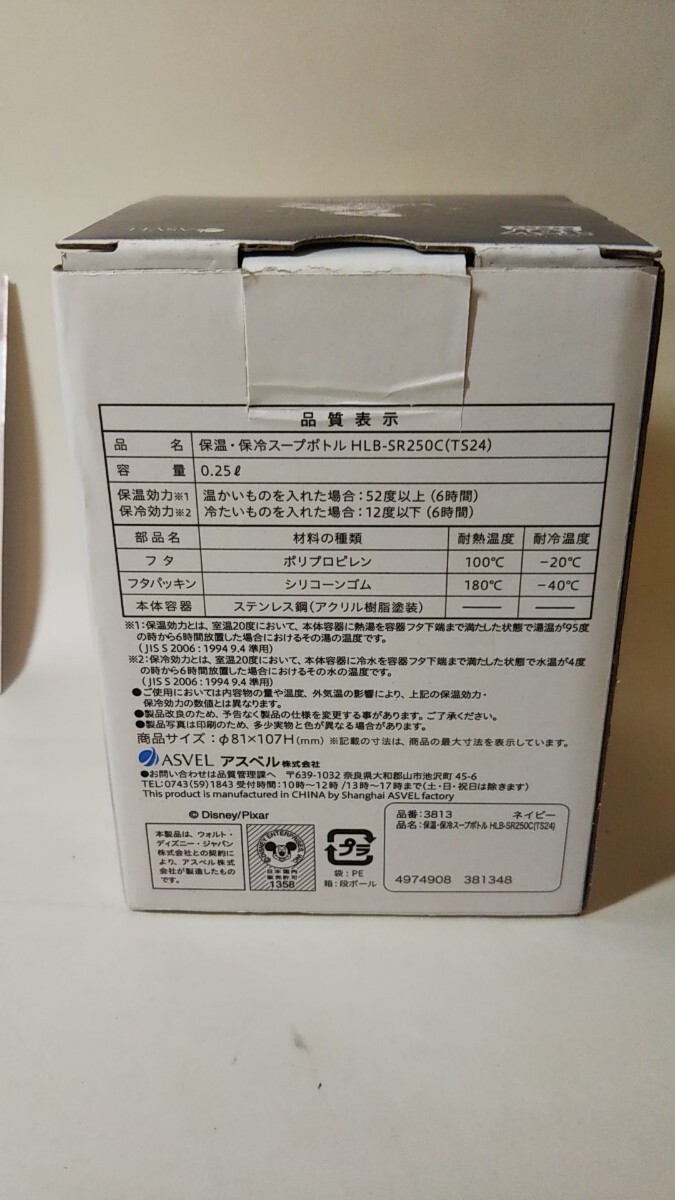 ASVEL
品質表示
品 名 保温・保冷スープボトル HLB-SR250C(TS24)
容 量 0.25ℓ
保温効力※1 温かいものを入れた場合：52度以上（6時間）
保冷効力※2 冷たいものを入れた場合：12度以下（6時間）
部品名 材料の種類 耐熱温度 耐冷温度
フタ ポリプロピレン 100℃ -20℃
フタパッキン シリコーンゴム 180℃ -40℃
本体容器 ステンレス鋼（アクリル樹脂塗装） —— ——
※1：保温効力とは、室温20度において、本体容器に熱湯を容器フタ下端まで満たした状態で湯温が95度
の時から6時間放置した場合におけるその湯の温度です。
（JIS S 2006 : 1994 9.4 準用）
※2：保冷効力とは、室温20度において、本体容器に冷水を容器フタ下端まで満たした状態で水温が4度
の時から6時間放置した場合におけるその水の温度です。
（JIS S 2006 : 1994 9.4 準用）
●ご使用においては内容物の量や温度、外気温の影響により、上記の保温効力・
保冷効力の数値とは異なります。
●製品改良のため、予告なく製品の仕様を変更する事があります。ご了承ください。
●製品写真は印刷のため、多少実物と色が異なる場合があります。
商品サイズ：φ81×107H(mm) ※記載の寸法は、商品の最大寸法を表示しています。
ASVEL アスベル株式会社
●お問い合わせは品質管理課へ 〒639-1032 奈良県大和郡山市池沢町 45-6
TEL:0743(59)1843 受付時間：10時〜12時/13時〜17時まで（土・日・祝日は除きます）
This product is manufactured in CHINA by Shanghai ASVEL factory
© Disney/Pixar
本製品は、ウォルト・
ディズニー・ジャパン
株式会社との契約に
より、アスベル株式
会社が製造したもの
です。
日本国内
販売許可
1358
プラ
袋：PE
箱：段ボール
品番：3813 ネイビー
品名：保温・保冷スープボトル HLB-SR250C(TS24)
4974908 381348